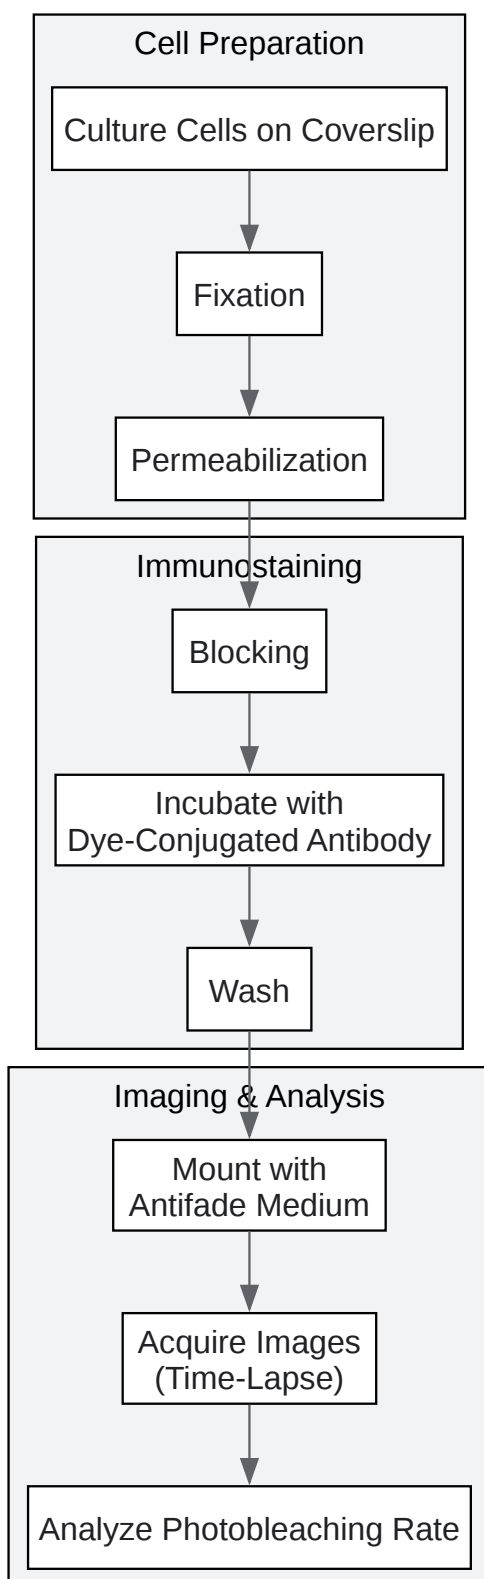 Cell Preparation
Culture Cells on Coverslip
Fixation
Permeabilization
Immunostaining
Blocking
Incubate with
Dye-Conjugated Antibody
Wash
Imaging & Analysis
Mount with
Antifade Medium
Acquire Images
(Time-Lapse)
Analyze Photobleaching Rate